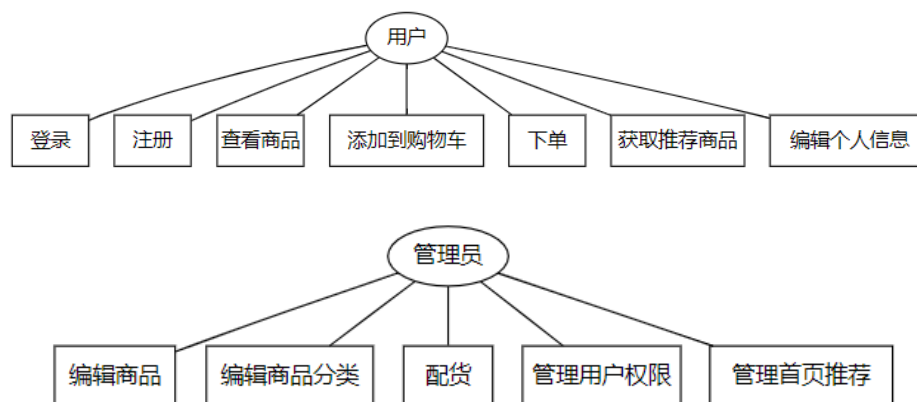 用户
登录
注册
查看商品
添加到购物车
下单
获取推荐商品
编辑个人信息
管理员
编辑商品
编辑商品分类
配货
管理用户权限
管理首页推荐